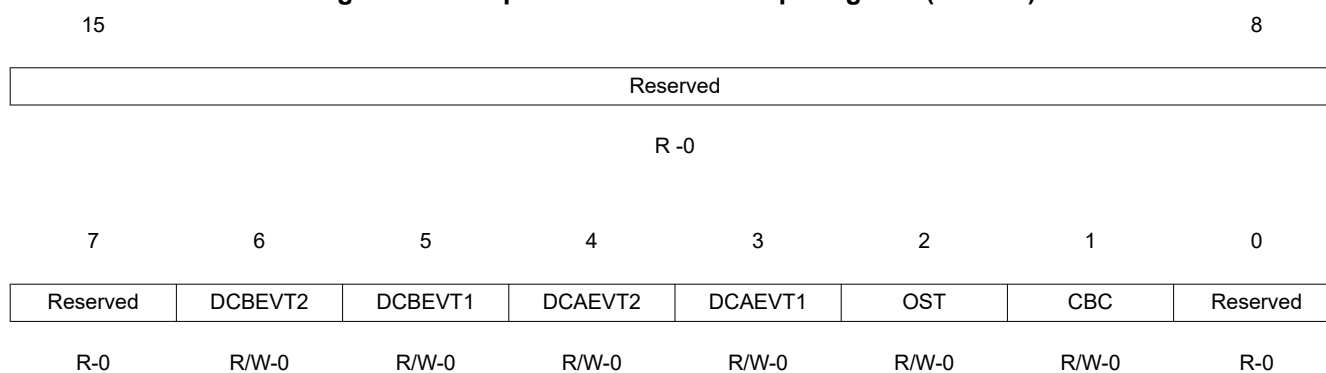 15 8
Reserved
R -0
7 6 5 4 3 2 1 0
Reserved DCBEVT2 DCBEVT1 DCAEVT2 DCAEVT1 OST CBC Reserved
R-0 R/W-0 R/W-0 R/W-0 R/W-0 R/W-0 R/W-0 R-0